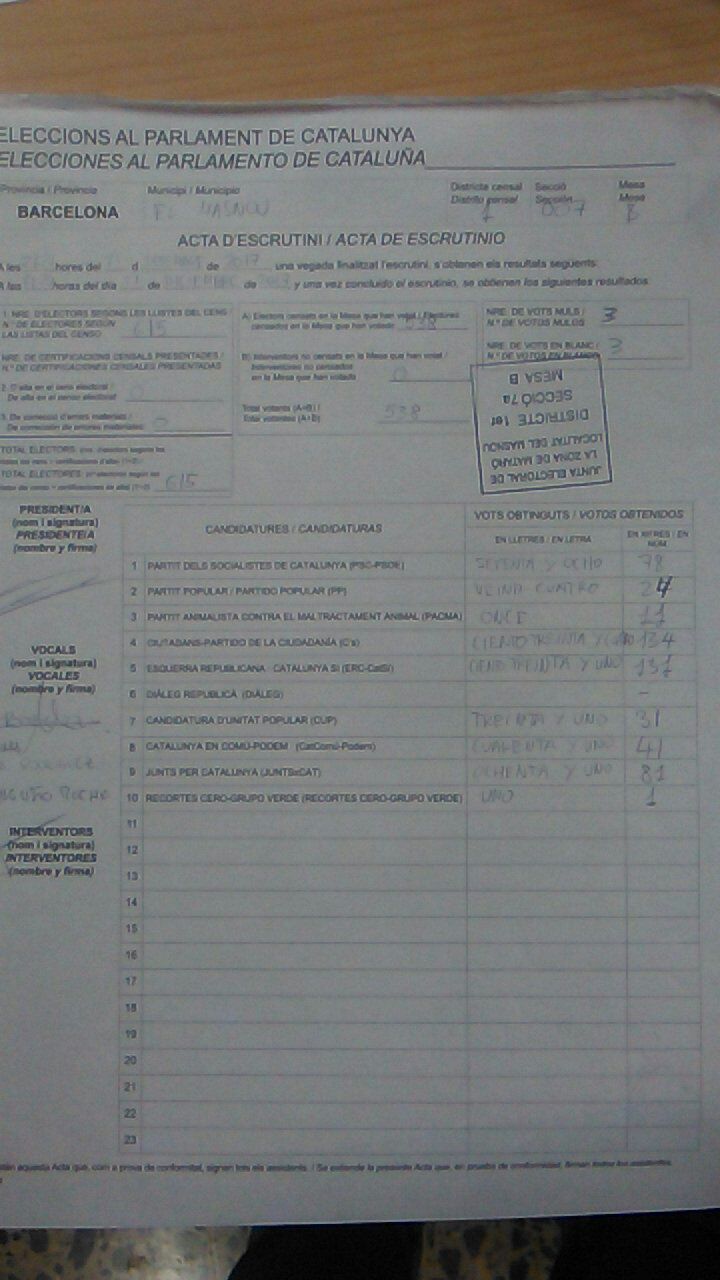 ELECCIONS AL PARLAMENT DE CATALUNYA
ELECCIONES AL PARLAMENTO DE CATALUÑA
Província / Provincia Municipi / Municipio Districte censal Secció Mesa
Distrito censal Sección Mesa
BARCELONA EL MASNOU 1 007 B
ACTA D'ESCRUTINI / ACTA DE ESCRUTINIO
A les hores del d de 2017 una vegada finalitzat l'escrutini, s'obtenen els resultats següents:
A las horas del día 21 de DICIEMBRE de 2017 y una vez concluido el escrutinio, se obtienen los siguientes resultados:
1. NRE. D'ELECTORS SEGONS LES LLISTES DEL CENS /
N.º DE ELECTORES SEGÚN
LAS LISTAS DEL CENSO 615
NRE. DE CERTIFICACIONS CENSALS PRESENTADES /
N.º DE CERTIFICACIONES CENSALES PRESENTADAS
2. D'alta en el cens electoral /
De alta en el censo electoral 0
3. De correcció d'errors materials /
De corrección de errores materiales 0
TOTAL ELECTORS
TOTAL ELECTORES 615
A) Electors censats en la Mesa que han votat / Electores
censados en la Mesa que han votado 538
B) Interventors no censats en la Mesa que han votat /
Interventores no censados
en la Mesa que han votado 0
Total votants (A+B) /
Total votantes (A+B) 538
NRE. DE VOTS NULS /
N.º DE VOTOS NULOS 3
NRE. DE VOTS EN BLANC /
N.º DE VOTOS EN BLANCO 3
JUNTA ELECTORAL DE
LA ZONA DE MATARÓ
LOCALITAT DEL MASNOU
DISTRICTE 1er
SECCIÓ 7a
MESA B
PRESIDENT/A
(nom i signatura)
PRESIDENTE/A
(nombre y firma)
VOCALS
(nom i signatura)
VOCALES
(nombre y firma)
INTERVENTORS
(nom i signatura)
INTERVENTORES
(nombre y firma)
CANDIDATURES / CANDIDATURAS VOTS OBTINGUTS / VOTOS OBTENIDOS
EN LLETRES / EN LETRA EN XIFRES / EN NÚM.
1 PARTIT DELS SOCIALISTES DE CATALUNYA (PSC-PSOE) SETENTA Y OCHO 78
2 PARTIT POPULAR / PARTIDO POPULAR (PP) VEINTI CUATRO 24
3 PARTIT ANIMALISTA CONTRA EL MALTRACTAMENT ANIMAL (PACMA) ONCE 11
4 CIUTADANS-PARTIDO DE LA CIUDADANÍA (C's) CIENTO TREINTA Y 134
5 ESQUERRA REPUBLICANA - CATALUNYA SÍ (ERC-CatSí) CIENTO TREINTA Y UNO 131
6 DIÀLEG REPUBLICÀ (DIÀLEG) -
7 CANDIDATURA D'UNITAT POPULAR (CUP) TREINTA Y UNO 31
8 CATALUNYA EN COMÚ-PODEM (CatComú-Podem) CUARENTA Y UNO 41
9 JUNTS PER CATALUNYA (JUNTSxCAT) OCHENTA Y UNO 81
10 RECORTES CERO-GRUPO VERDE (RECORTES CERO-GRUPO VERDE) UNO 1
11
12
13
14
15
16
17
18
19
20
21
22
23
aquesta Acta que, com a prova de conformitat, signen tots els assistents. / Se extiende la presente Acta que, en prueba de conformidad, firman todos los asistentes.